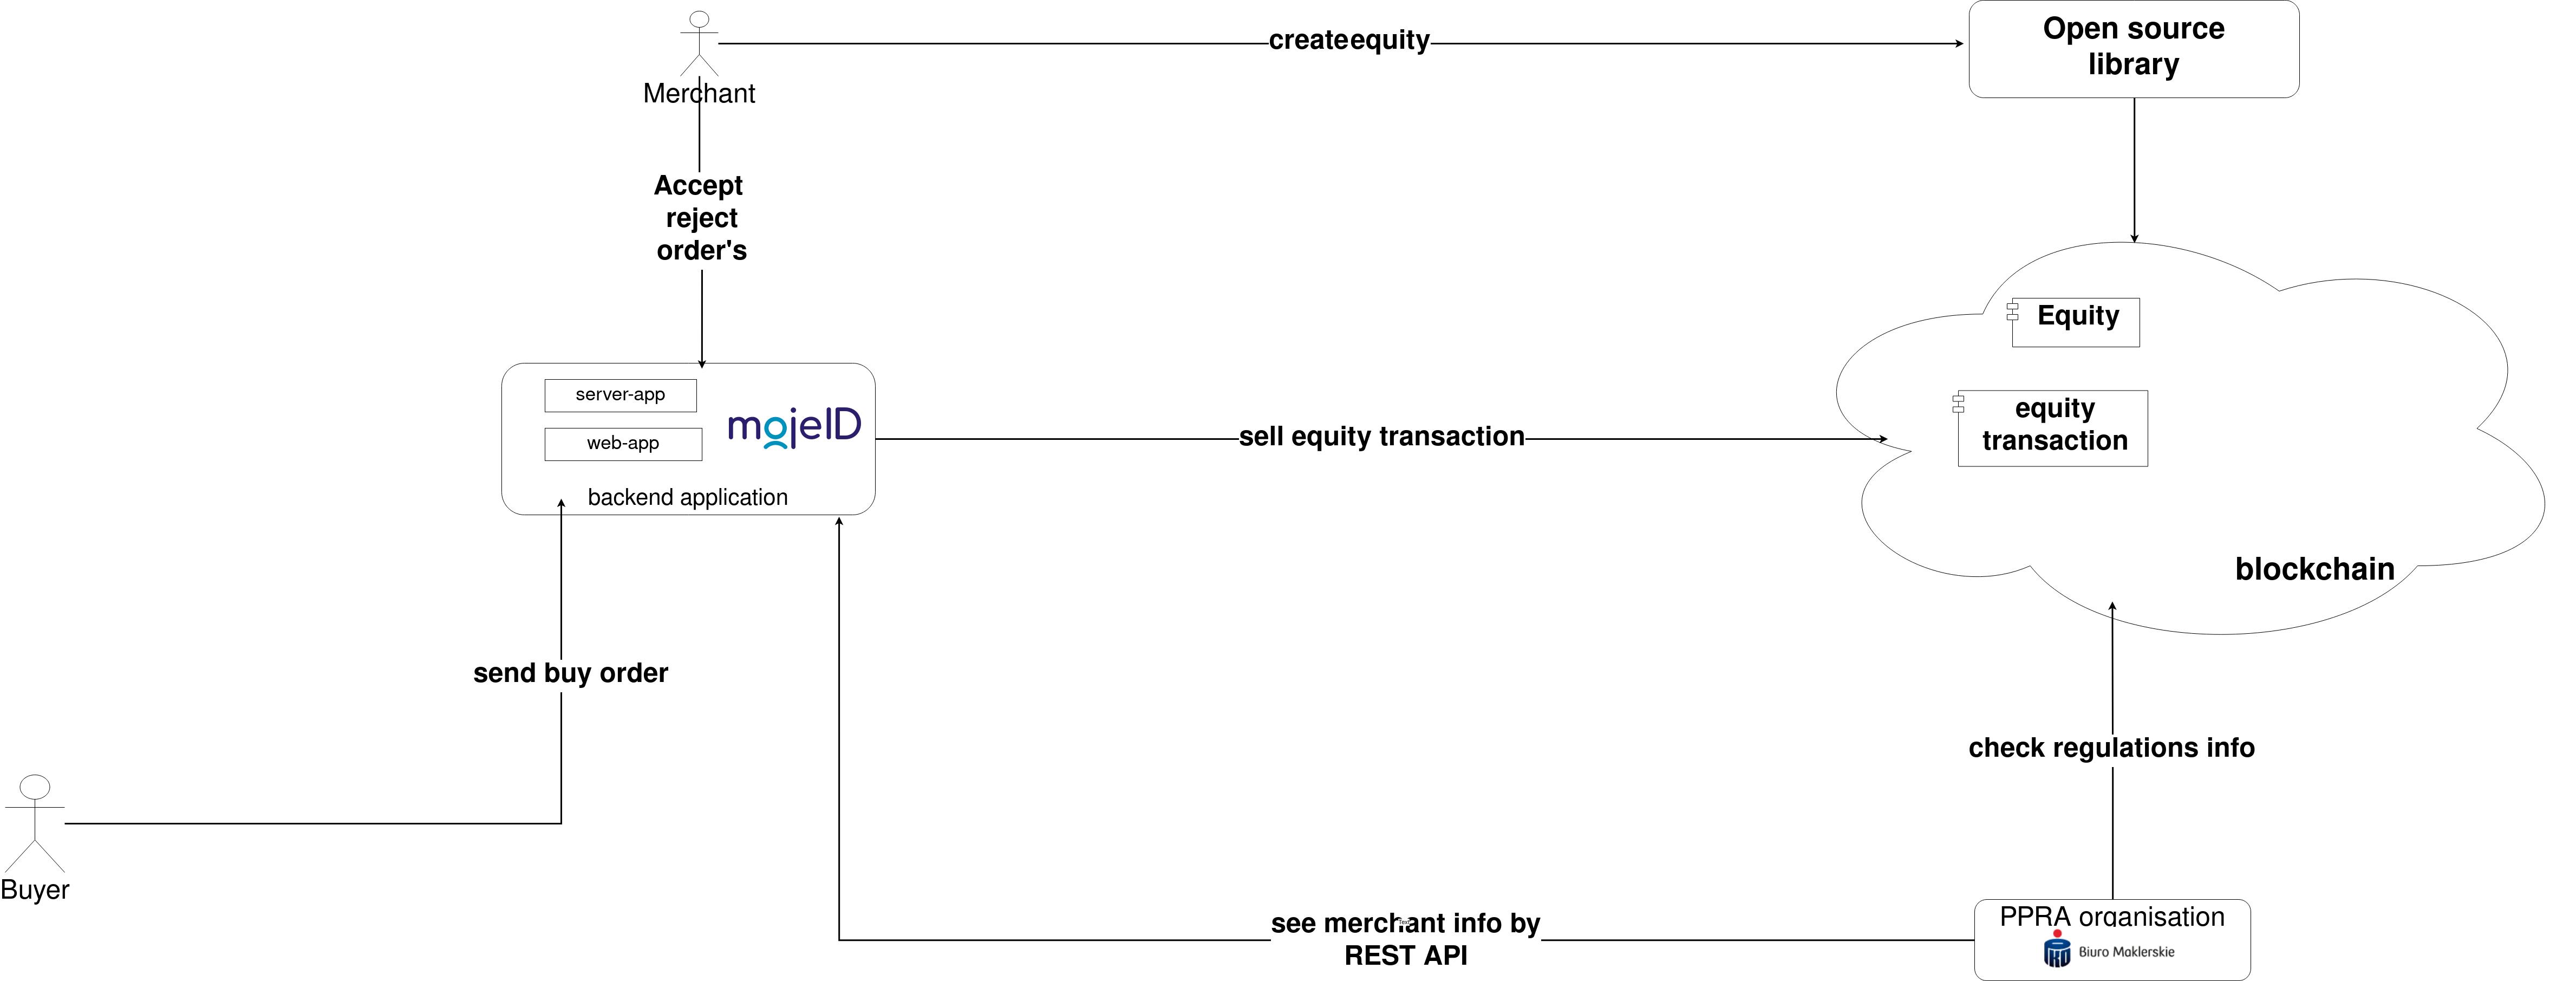 createequity
Open source
library
Merchant
Accept
reject
order's
Equity
server-app
mojeID
web-app
equity
transaction
sell equity transaction
backend application
blockchain
send buy order
check regulations info
Buyer
see merchant info by
REST API
Text
PPRA organisation
Biuro Maklerskie